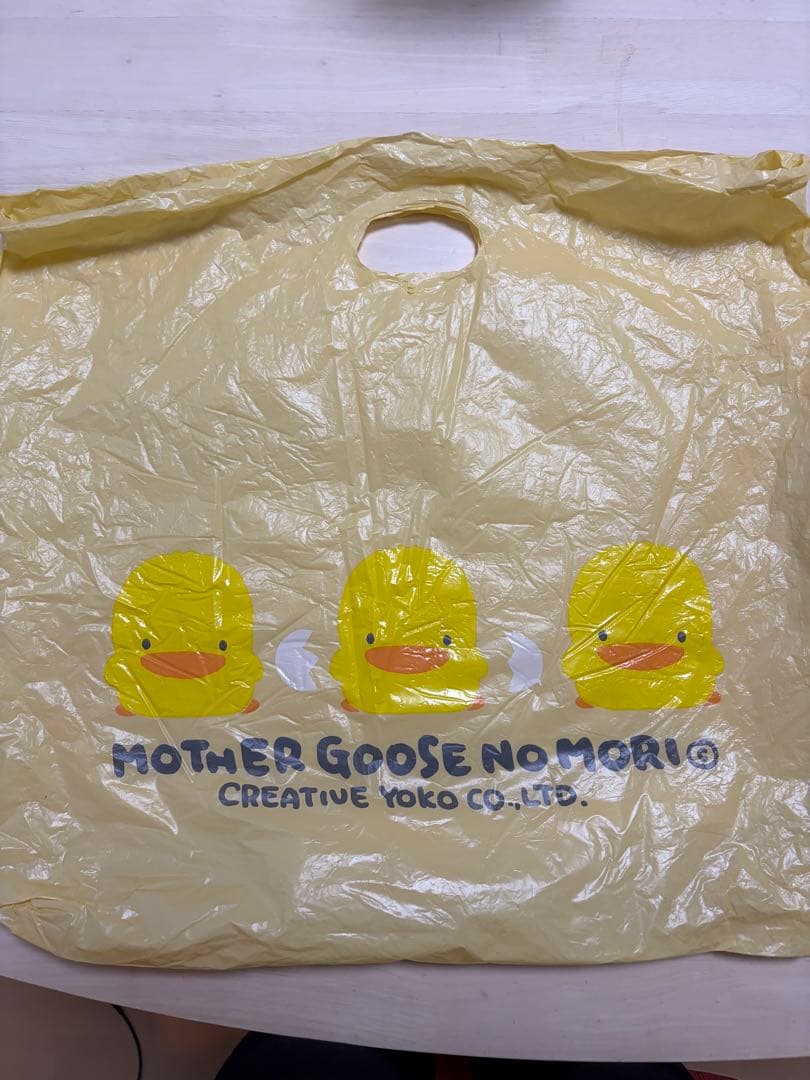 MOTHER GOOSE NO MORI©
CREATIVE YOKO CO.,LTD.